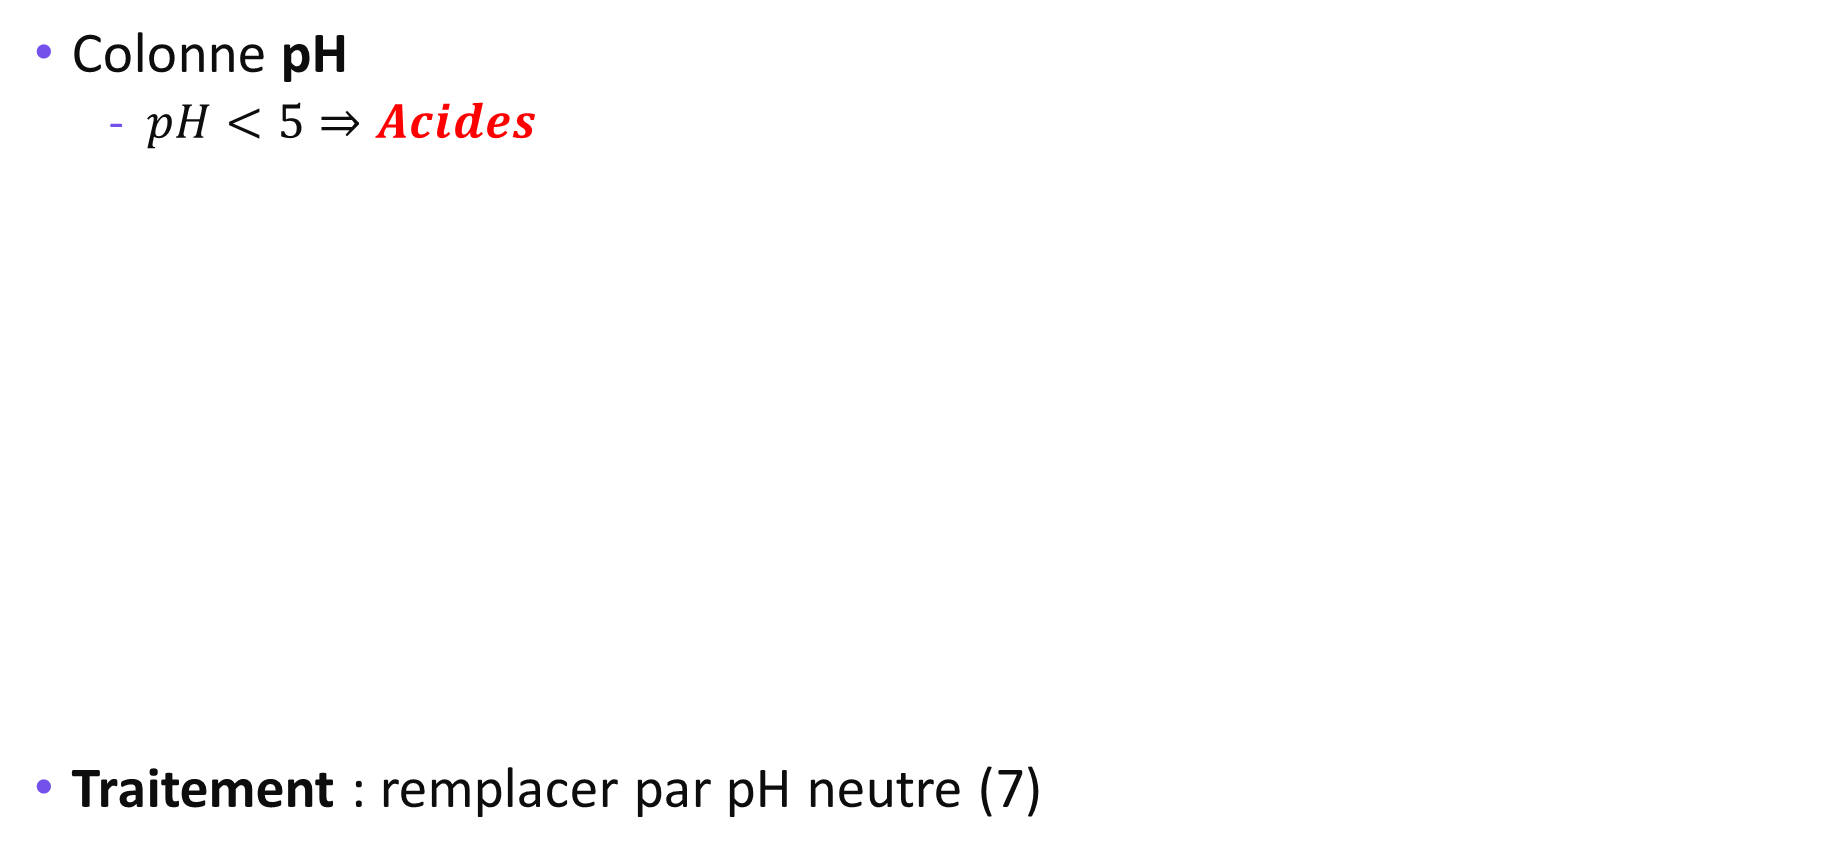 • Colonne pH
- pH < 5 ⇒ Acides
• Traitement : remplacer par pH neutre (7)